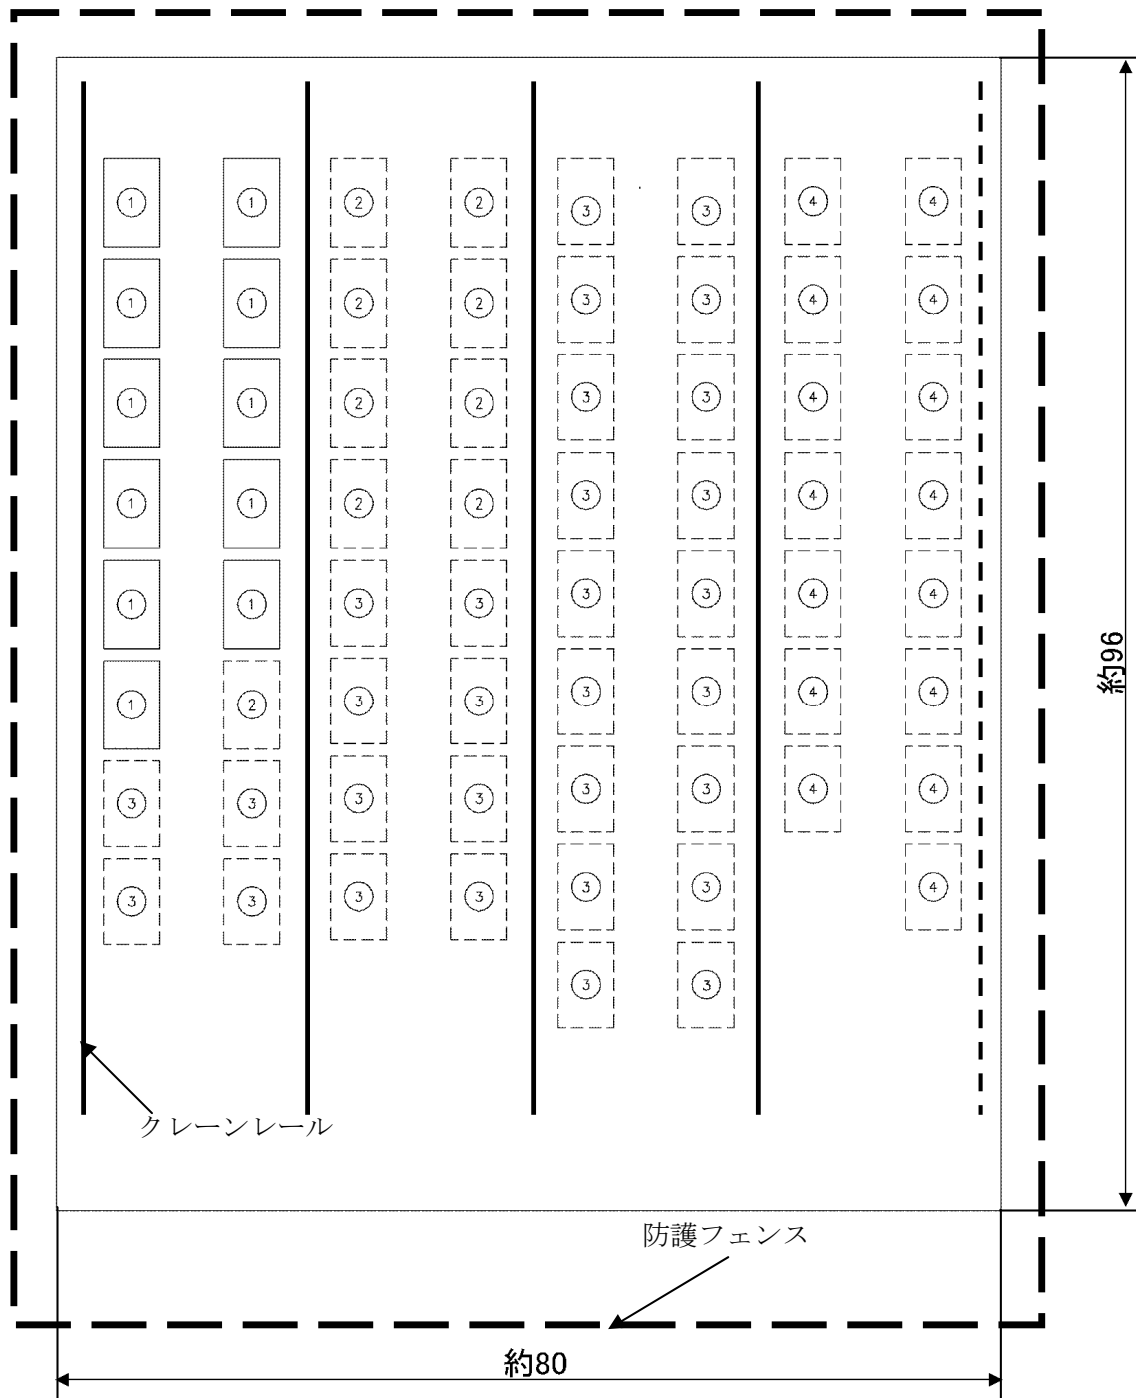 ① ① ② ② ③ ③ ④ ④
① ① ② ② ③ ③ ④ ④
① ① ② ② ③ ③ ④ ④
① ① ② ② ③ ③ ④ ④
① ① ③ ③ ③ ③ ④ ④
① ② ③ ③ ③ ③ ④ ④
③ ③ ③ ③ ③ ③ ④ ④
③ ③ ③ ③ ③ ③ ④
③ ③
約96
クレーンレール
防護フェンス
約80